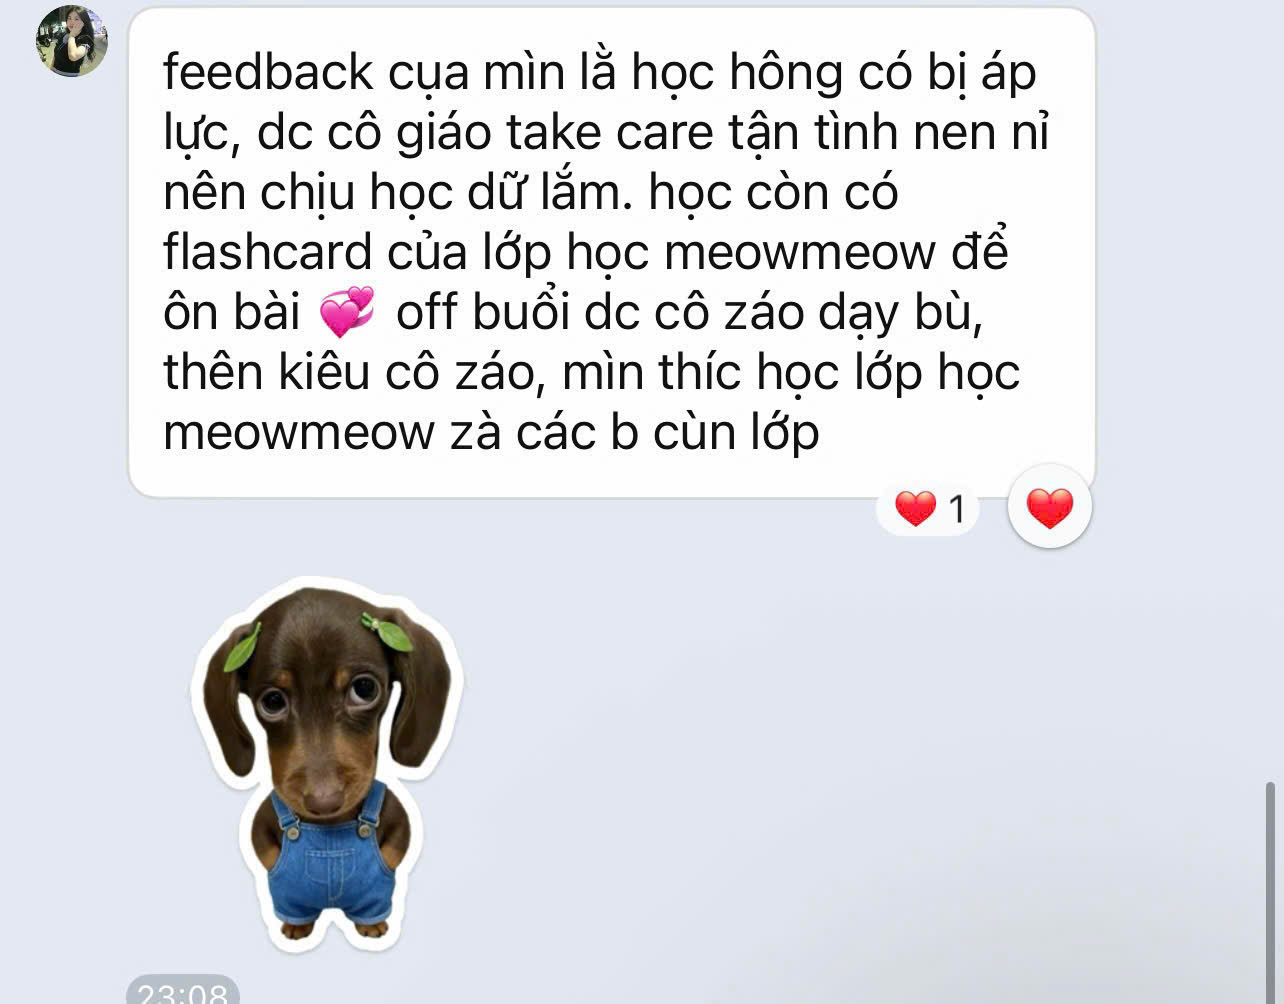 feedback cụa mìn lằ học hông có bị áp
lực, dc cô giáo take care tận tình nen nỉ
nên chịu học dữ lắm. học còn có
flashcard của lớp học meowmeow để
ôn bài 💞 off buổi dc cô záo dạy bù,
thên kiêu cô záo, mìn thíc học lớp học
meowmeow zà các b cùn lớp
❤️ 1
23:08